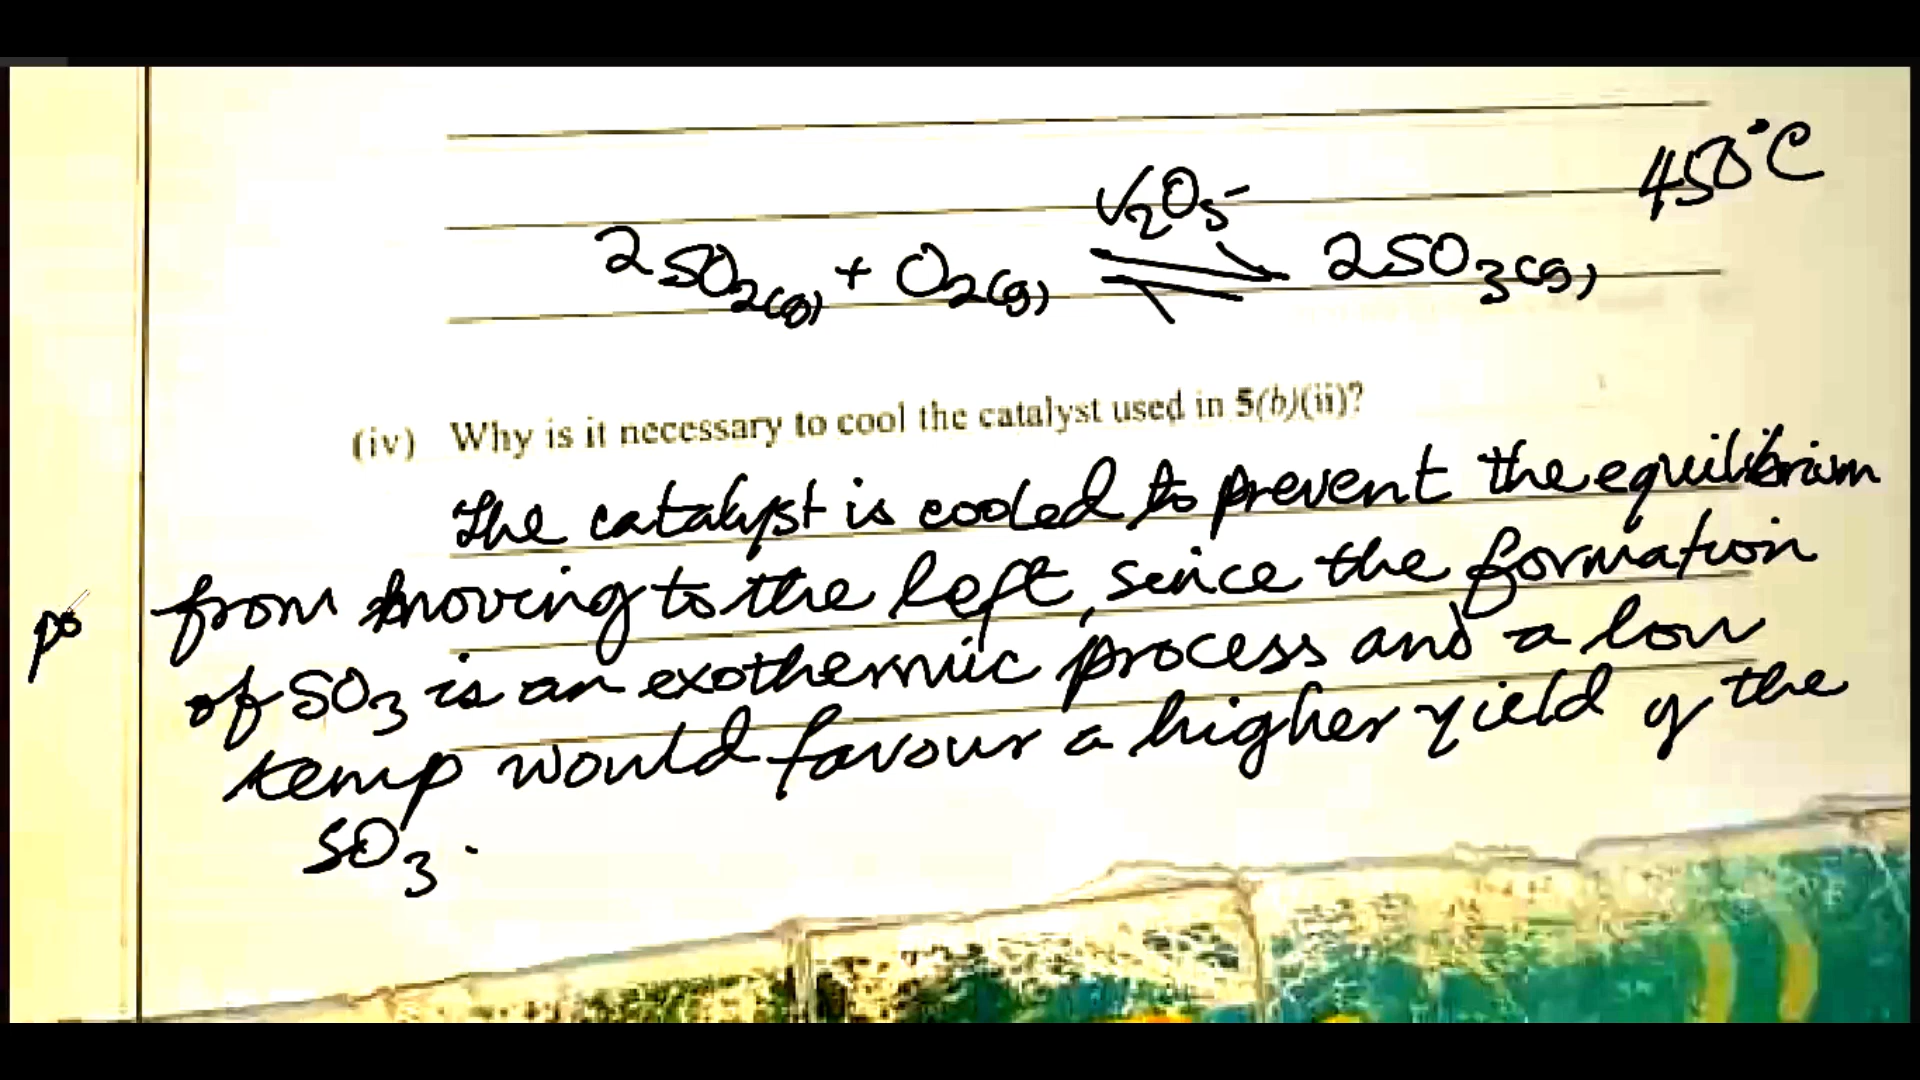 450°C
V₂O₅
2SO₂(g) + O₂(g) ⇌ 2SO₃(g)
(iv) Why is it necessary to cool the catalyst used in 5(b)(ii)?
The catalyst is cooled to prevent the equilibrium
from moving to the left, since the formation
of SO₃ is an exothermic process and a low
temp would favour a higher yield of the
SO₃.